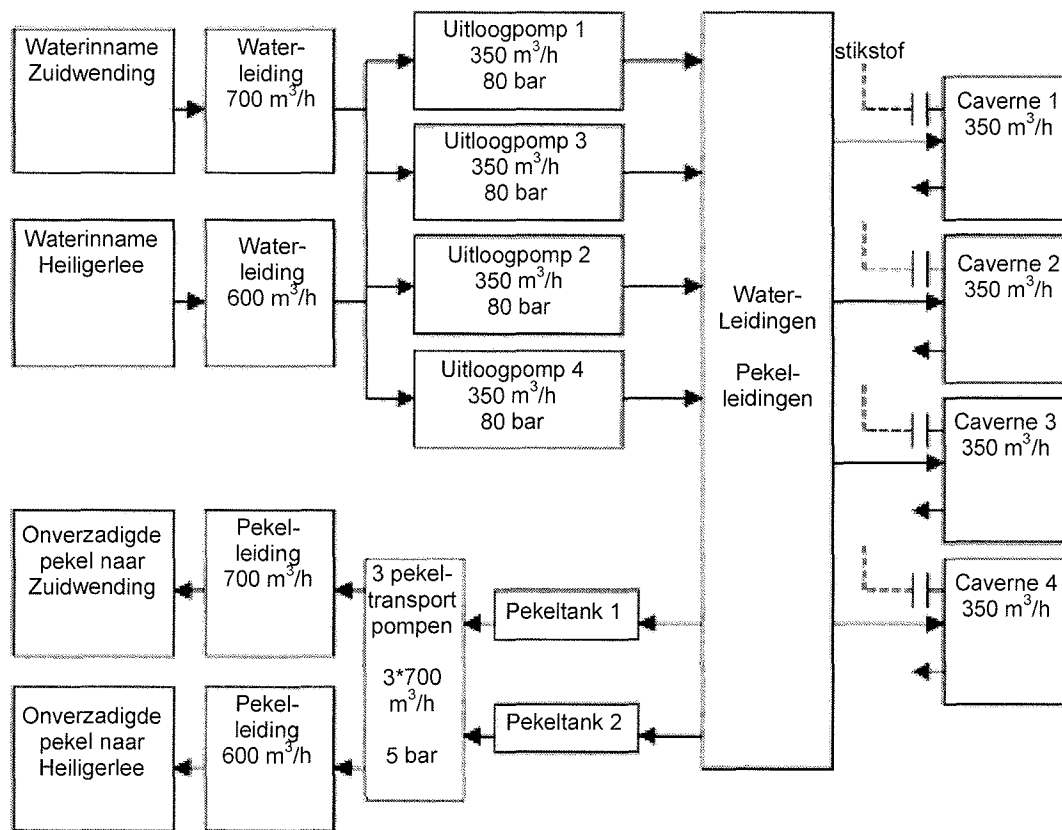 Waterinname
Zuidwending
Water-
leiding
700 m³/h
Uitloogpomp 1
350 m³/h
80 bar
Uitloogpomp 3
350 m³/h
80 bar
Waterinname
Heiligerlee
Water-
leiding
600 m³/h
Uitloogpomp 2
350 m³/h
80 bar
Uitloogpomp 4
350 m³/h
80 bar
Water-
Leidingen
Pekel-
leidingen
stikstof
Caverne 1
350 m³/h
Caverne 2
350 m³/h
Caverne 3
350 m³/h
Caverne 4
350 m³/h
Onverzadigde
pekel naar
Zuidwending
Pekel-
leiding
700 m³/h
3 pekel-
transport
pompen
3*700
m³/h
5 bar
Pekeltank 1
Pekeltank 2
Onverzadigde
pekel naar
Heiligerlee
Pekel-
leiding
600 m³/h